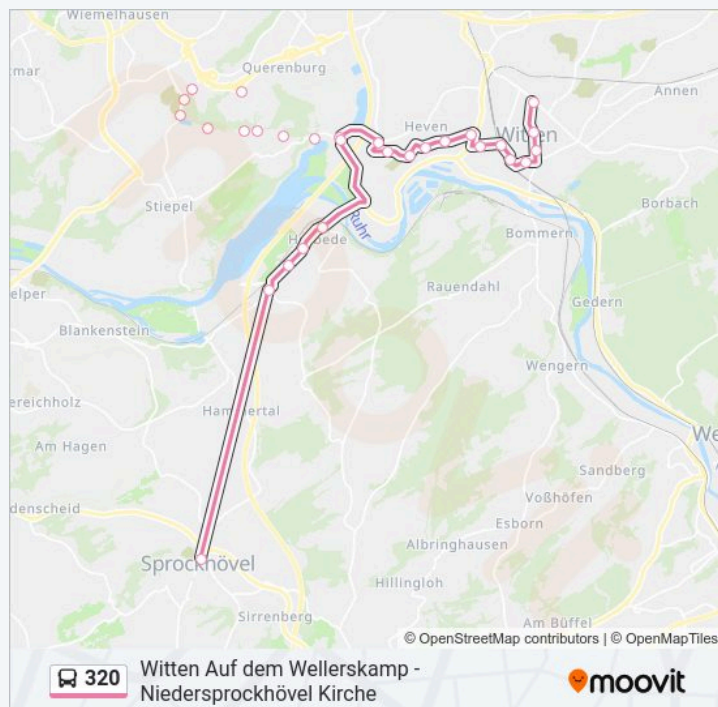 Wiemelhausen
Querenburg
tmar
Heven
Witten
Annen
Stiepel
Borbach
Ruhr
Bommern
Rauendahl
Gedern
elper
Blankenstein
Wengern
ereichholz
Am Hagen
We
Sandberg
denscheid
Voßhöfen
Esborn
Sprockhövel
Albringhausen
Hillingloh
Sirrenberg
Am Büffel
© OpenStreetMap contributors | © OpenMapTiles
320
Witten Auf dem Wellerskamp -
Niedersprockhövel Kirche
moovit